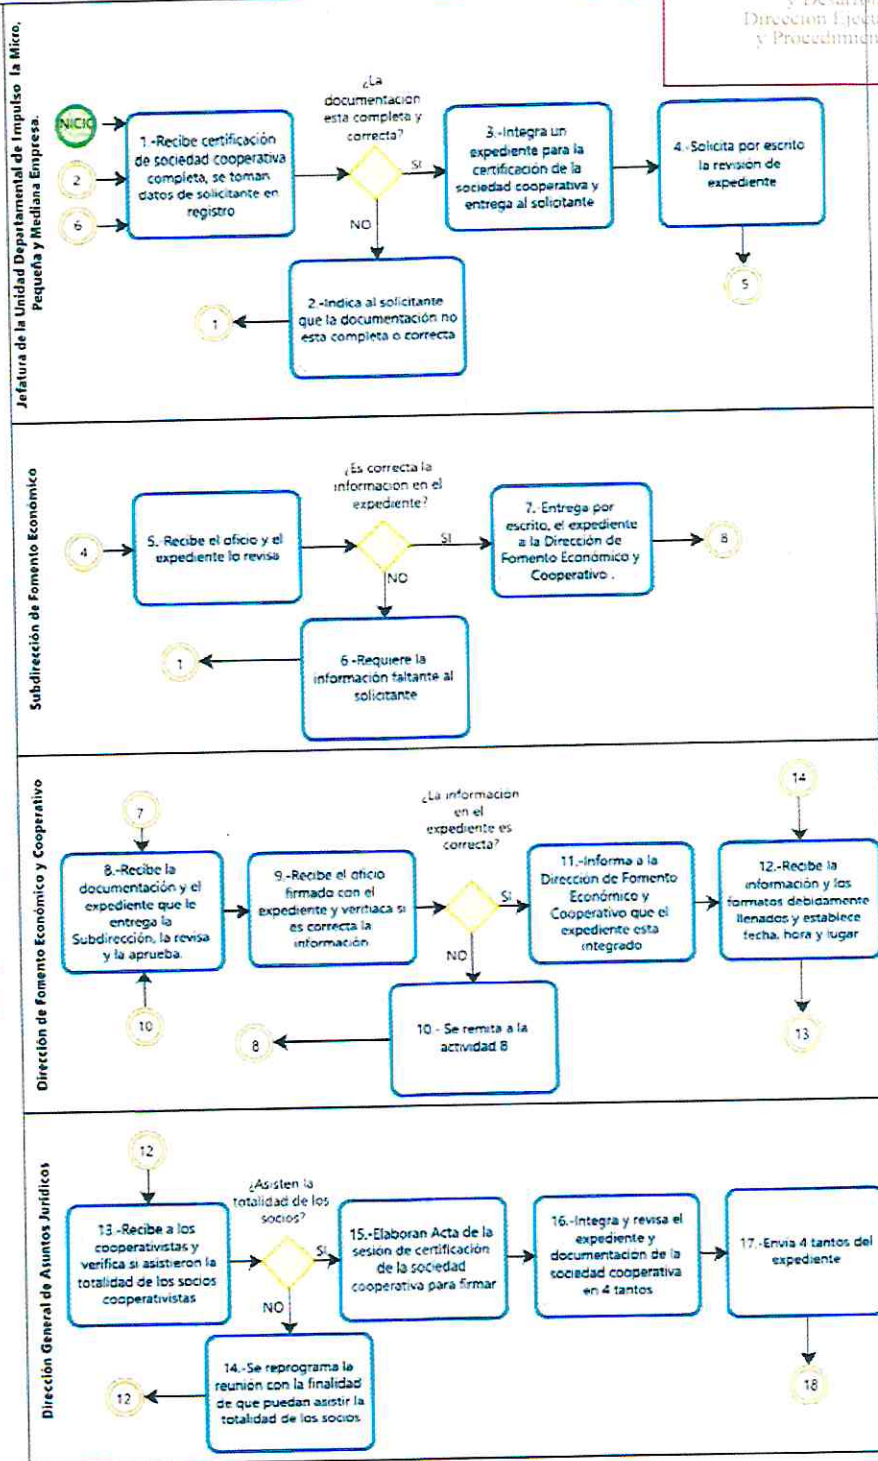 y Desarrol
Dirección Ejecu
y Procedimien
Jefatura de la Unidad Departamental de Impulso la Micro,
Pequeña y Mediana Empresa.
INICIO
2
6
1.-Recibe certificación
de sociedad cooperativa
completa, se toman
datos de solicitante en
registro
¿La
documentación
esta completa y
correcta?
SI
NO
3.-Integra un
expediente para la
certificación de la
sociedad cooperativa y
entrega al solicitante
4.-Solicita por escrito
la revisión de
expediente
5
2.-Indica al solicitante
que la documentación no
esta completa o correcta
1
Subdirección de Fomento Económico
4
5.-Recibe el oficio y el
expediente lo revisa
¿Es correcta la
información en el
expediente?
SI
NO
7.-Entrega por
escrito, el expediente
a la Dirección de
Fomento Económico y
Cooperativo .
8
6.-Requiere la
información faltante al
solicitante
1
Dirección de Fomento Económico y Cooperativo
7
8.-Recibe la
documentación y el
expediente que le
entrega la
Subdirección, la revisa
y la aprueba.
10
9.-Recibe el oficio
firmado con el
expediente y verifiaca si
es correcta la
información
¿La información
en el
expediente es
correcta?
SI
NO
11.-Informa a la
Dirección de Fomento
Económico y
Cooperativo que el
expediente esta
integrado
14
12.-Recibe la
información y los
formatos debidamente
llenados y establece
fecha, hora y lugar
13
10.- Se remita a la
actividad 8
8
Dirección General de Asuntos Jurídicos
12
13.-Recibe a los
cooperativistas y
verifica si asistieron la
totalidad de los socios
cooperativistas
¿Asisten la
totalidad de los
socios?
SI
NO
15.-Elaboran Acta de la
sesión de certificación
de la sociedad
cooperativa para firmar
16.-Integra y revisa el
expediente y
documentación de la
sociedad cooperativa
en 4 tantos
17.-Envia 4 tantos del
expediente
18
14.-Se reprograma la
reunión con la finalidad
de que puedan asistir la
totalidad de los socios
12